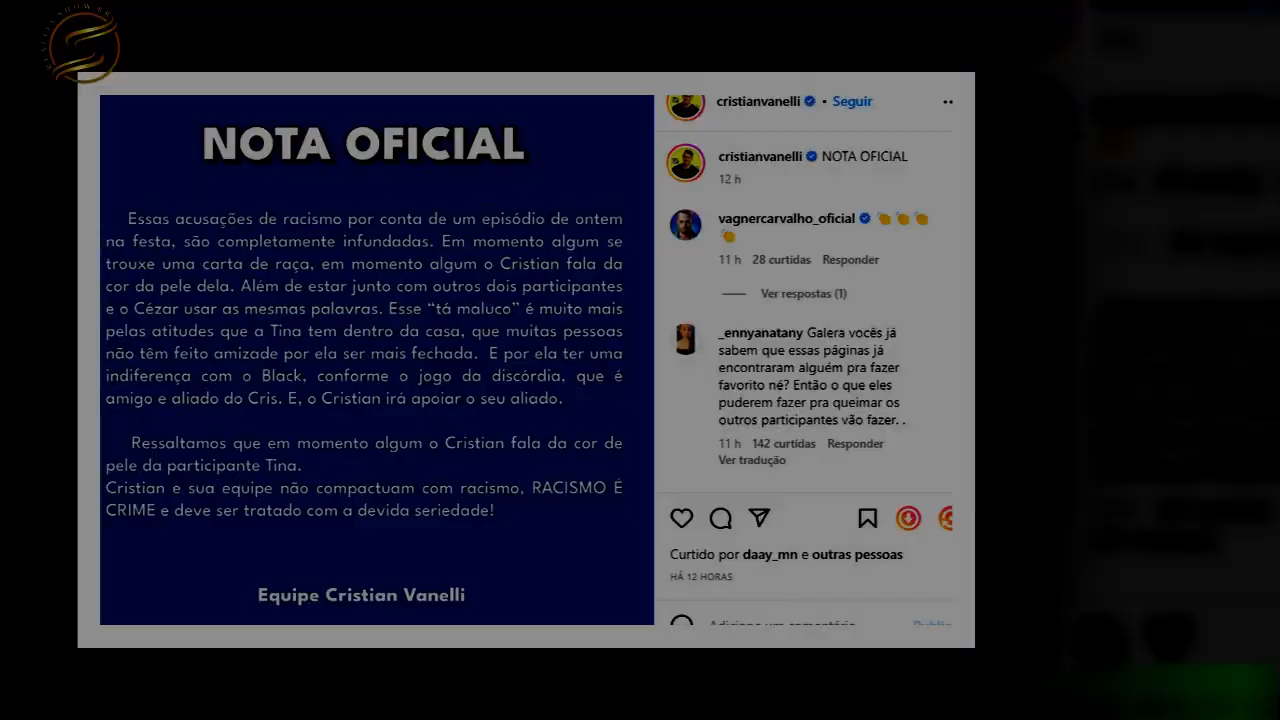 NOTA OFICIAL
Essas acusações de racismo por conta de um episódio de ontem
na festa, são completamente infundadas. Em momento algum se
trouxe uma carta de raça, em momento algum o Cristian fala da
cor da pele dela. Além de estar junto com outros dois participantes
e o Cézar usar as mesmas palavras. Esse “tá maluco” é muito mais
pelas atitudes que a Tina tem dentro da casa, que muitas pessoas
não têm feito amizade por ela ser mais fechada. E por ela ter uma
indiferença com o Black, conforme o jogo da discórdia, que é
amigo e aliado do Cris. E, o Cristian irá apoiar o seu aliado.
Ressaltamos que em momento algum o Cristian fala da cor de
pele da participante Tina.
Cristian e sua equipe não compactuam com racismo, RACISMO É
CRIME e deve ser tratado com a devida seriedade!
Equipe Cristian Vanelli
cristianvanelli • Seguir
cristianvanelli NOTA OFICIAL
12 h
vagnercarvalho_oficial 👏👏👏
👏
11 h 28 curtidas Responder
Ver respostas (1)
_ennyanatany Galera vocês já
sabem que essas páginas já
encontraram alguém pra fazer
favorito né? Então o que eles
puderem fazer pra queimar os
outros participantes vão fazer. .
11 h 142 curtidas Responder
Ver tradução
Curtido por daay_mn e outras pessoas
HÁ 12 HORAS
Adicione um comentário